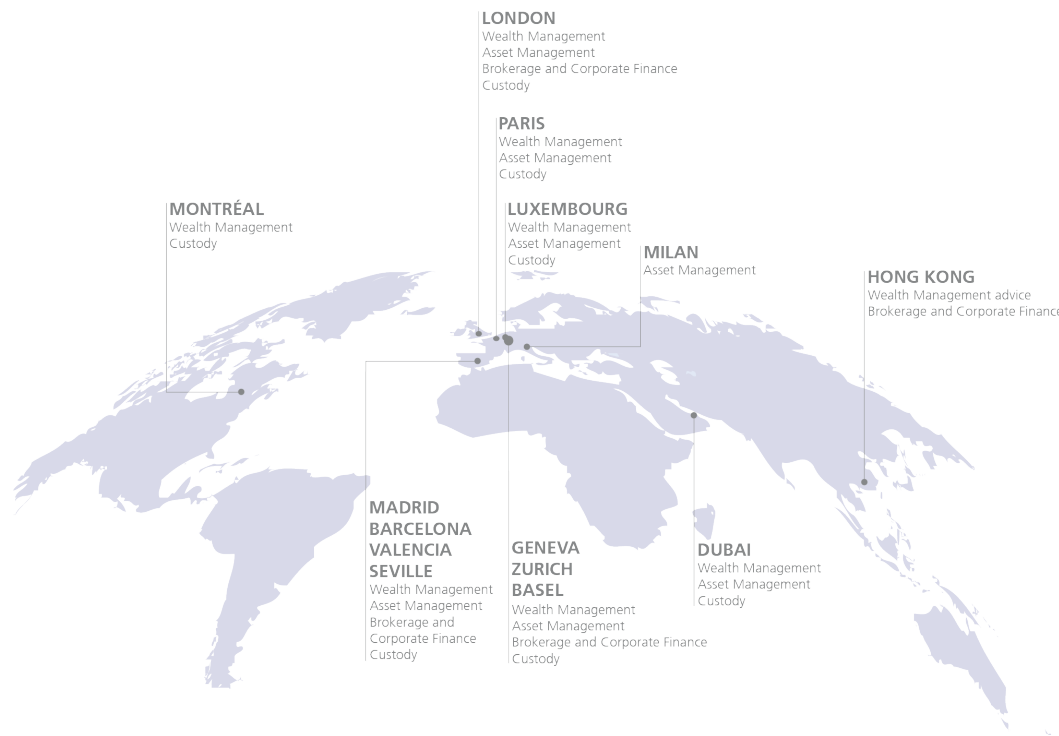 LONDON
Wealth Management
Asset Management
Brokerage and Corporate Finance
Custody
PARIS
Wealth Management
Asset Management
Custody
MONTRÉAL
Wealth Management
Custody
LUXEMBOURG
Wealth Management
Asset Management
Custody
MILAN
Asset Management
HONG KONG
Wealth Management advice
Brokerage and Corporate Finance
MADRID
BARCELONA
VALENCIA
SEVILLE
Wealth Management
Asset Management
Brokerage and
Corporate Finance
Custody
GENEVA
ZURICH
BASEL
Wealth Management
Asset Management
Brokerage and Corporate Finance
Custody
DUBAI
Wealth Management
Asset Management
Custody